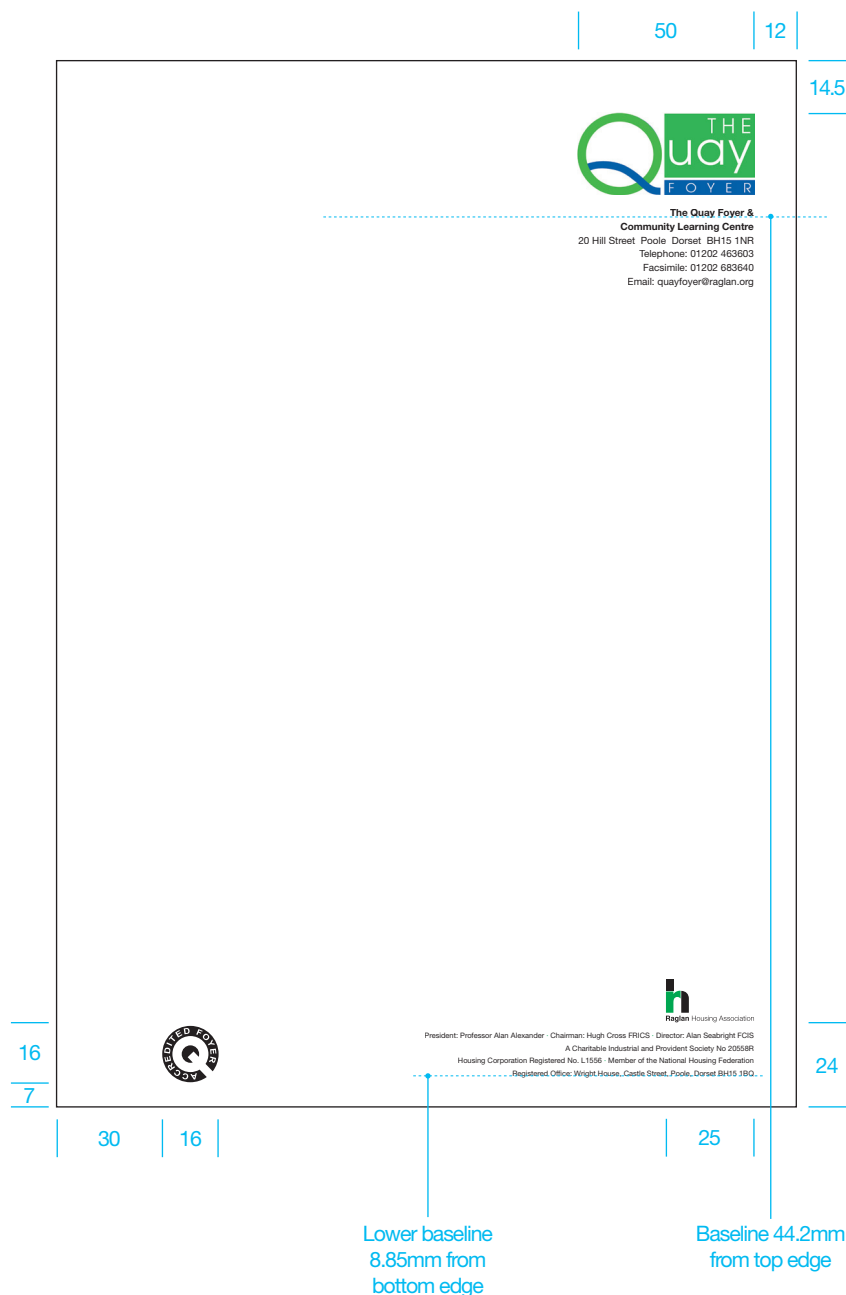 50 12
14.5
THE
Quay
FOYER
The Quay Foyer &
Community Learning Centre
20 Hill Street Poole Dorset BH15 1NR
Telephone: 01202 463603
Facsimile: 01202 683640
Email: quayfoyer@raglan.org
Raglan Housing Association
President: Professor Alan Alexander · Chairman: Hugh Cross FRICS · Director: Alan Seabright FCIS
A Charitable Industrial and Provident Society No 20558R
Housing Corporation Registered No. L1556 · Member of the National Housing Federation
Registered Office: Wright House, Castle Street, Poole, Dorset BH15 1BQ
ACCREDITED FOYER
16
7
24
30 16 25
Lower baseline
8.85mm from
bottom edge
Baseline 44.2mm
from top edge